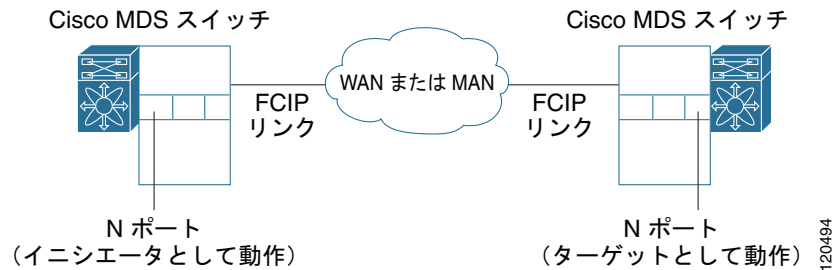 Cisco MDS スイッチ
Cisco MDS スイッチ
WAN または MAN
FCIP
リンク
FCIP
リンク
N ポート
（イニシエータとして動作）
N ポート
（ターゲットとして動作）
120494